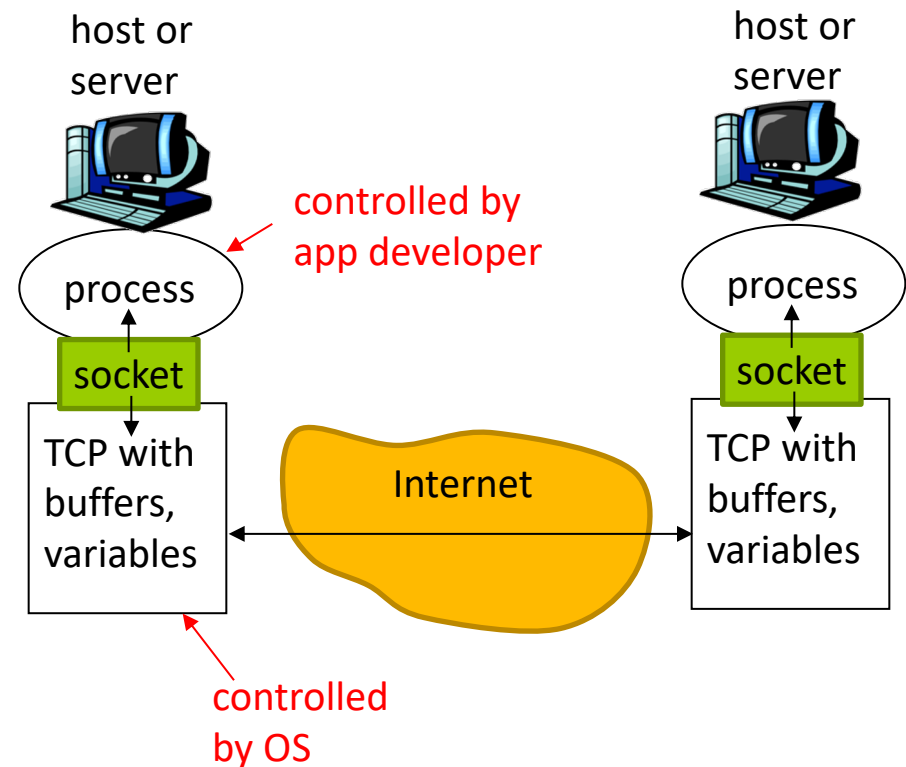 host or
server
host or
server
controlled by
app developer
process
process
socket
socket
TCP with
buffers,
variables
Internet
TCP with
buffers,
variables
controlled
by OS